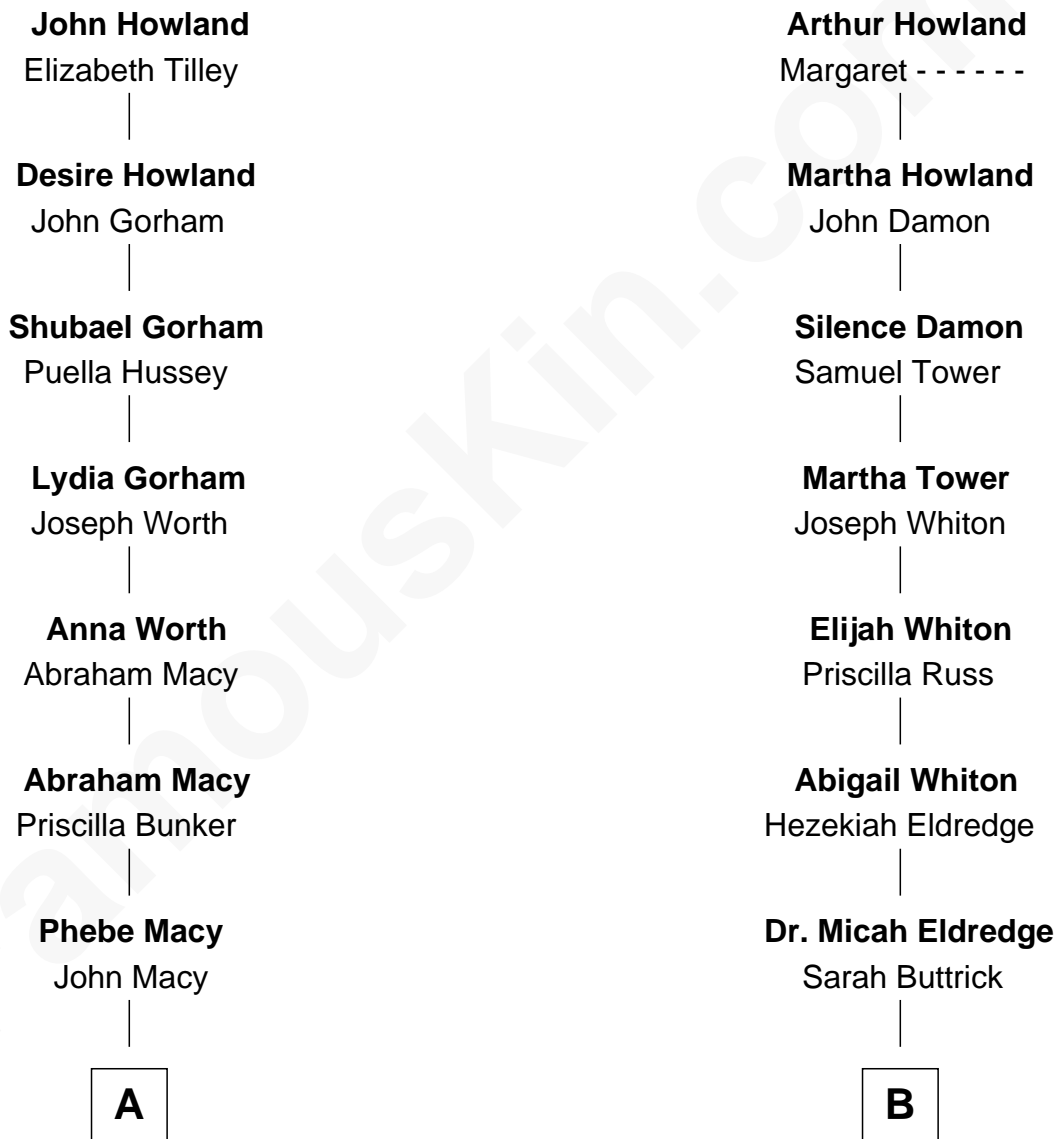 John Howland
Elizabeth Tilley
Desire Howland
John Gorham
Shubael Gorham
Puella Hussey
Lydia Gorham
Joseph Worth
Anna Worth
Abraham Macy
Abraham Macy
Priscilla Bunker
Phebe Macy
John Macy
A
Arthur Howland
Margaret - - - - - -
Martha Howland
John Damon
Silence Damon
Samuel Tower
Martha Tower
Joseph Whiton
Elijah Whiton
Priscilla Russ
Abigail Whiton
Hezekiah Eldredge
Dr. Micah Eldredge
Sarah Buttrick
B
amouskin.com